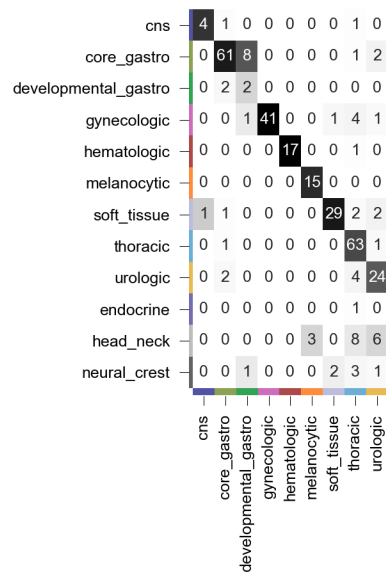 cns 4 1 0 0 0 0 0 1 0
core_gastro 0 61 8 0 0 0 0 1 2
developmental_gastro 0 2 2 0 0 0 0 0 0
gynecologic 0 0 1 41 0 0 1 4 1
hematologic 0 0 0 0 17 0 0 1 0
melanocytic 0 0 0 0 0 15 0 0 0
soft_tissue 1 1 0 0 0 0 29 2 2
thoracic 0 1 0 0 0 0 0 63 1
urologic 0 2 0 0 0 0 0 4 24
endocrine 0 0 0 0 0 0 0 1 0
head_neck 0 0 0 0 0 3 0 8 6
neural_crest 0 0 1 0 0 0 2 3 1
cns
core_gastro
developmental_gastro
gynecologic
hematologic
melanocytic
soft_tissue
thoracic
urologic